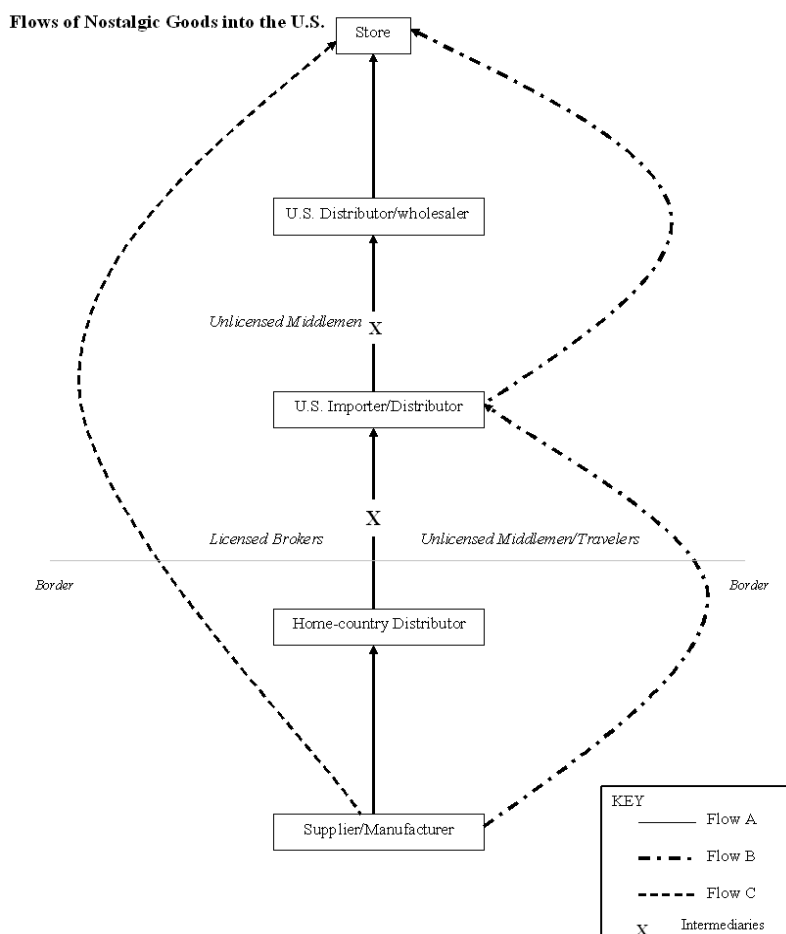 Flows of Nostalgic Goods into the U.S.
Store
U.S. Distributor/wholesaler
Unlicensed Middlemen
X
U.S. Importer/Distributor
X
Licensed Brokers
Unlicensed Middlemen/Travelers
Border
Border
Home-country Distributor
Supplier/Manufacturer
KEY
Flow A
Flow B
Flow C
X Intermediaries